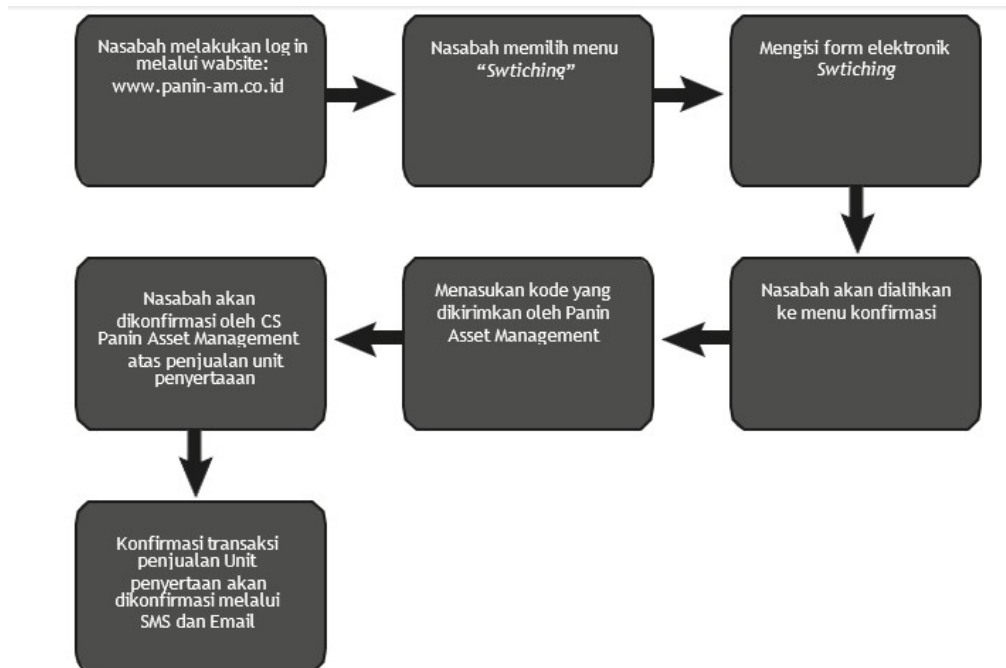 Nasabah melakukan log in
melalui wabsite:
www.panin-am.co.id
Nasabah memilih menu
“Swtiching”
Mengisi form elektronik
Swtiching
Nasabah akan dialihkan
ke menu konfirmasi
Menasukan kode yang
dikirimkan oleh Panin
Asset Management
Nasabah akan
dikonfirmasi oleh CS
Panin Asset Management
atas penjualan unit
penyertaaan
Konfirmasi transaksi
penjualan Unit
penyertaan akan
dikonfirmasi melalui
SMS dan Email